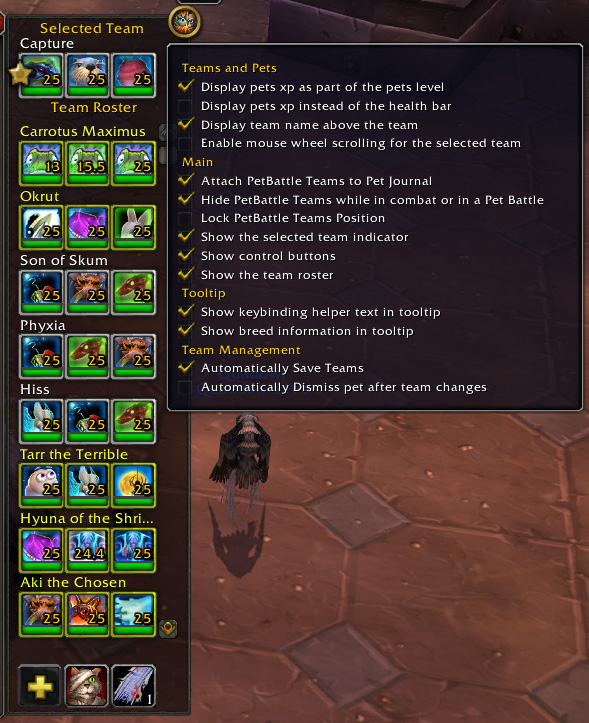 Selected Team
Capture
25
25
25
Team Roster
Carrotus Maximus
13
15.5
25
Okrut
25
25
25
Son of Skum
25
25
25
Phyxia
25
25
25
Hiss
25
25
25
Tarr the Terrible
25
25
25
Hyuna of the Shri...
25
24.4
25
Aki the Chosen
25
25
25
1
Teams and Pets
Display pets xp as part of the pets level
Display pets xp instead of the health bar
Display team name above the team
Enable mouse wheel scrolling for the selected team
Main
Attach PetBattle Teams to Pet Journal
Hide PetBattle Teams while in combat or in a Pet Battle
Lock PetBattle Teams Position
Show the selected team indicator
Show control buttons
Show the team roster
Tooltip
Show keybinding helper text in tooltip
Show breed information in tooltip
Team Management
Automatically Save Teams
Automatically Dismiss pet after team changes